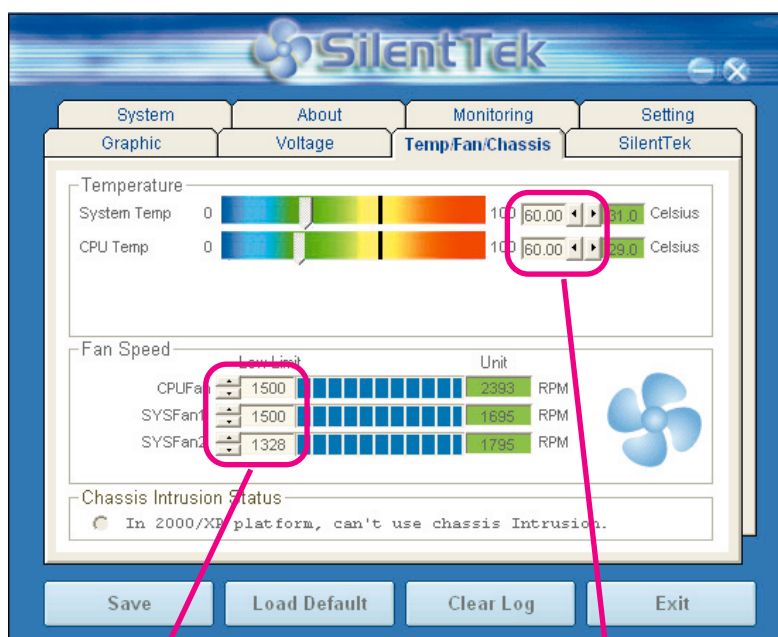 SilentTek
System About Monitoring Setting
Graphic Voltage Temp/Fan/Chassis SilentTek
Temperature
System Temp 0 100 60.00 31.0 Celsius
CPU Temp 0 100 60.00 29.0 Celsius
Fan Speed
Low Limit Unit
CPUFan 1500 2393 RPM
SYSFan1 1500 1695 RPM
SYSFan2 1328 1795 RPM
Chassis Intrusion Status
In 2000/XP platform, can't use chassis Intrusion.
Save Load Default Clear Log Exit